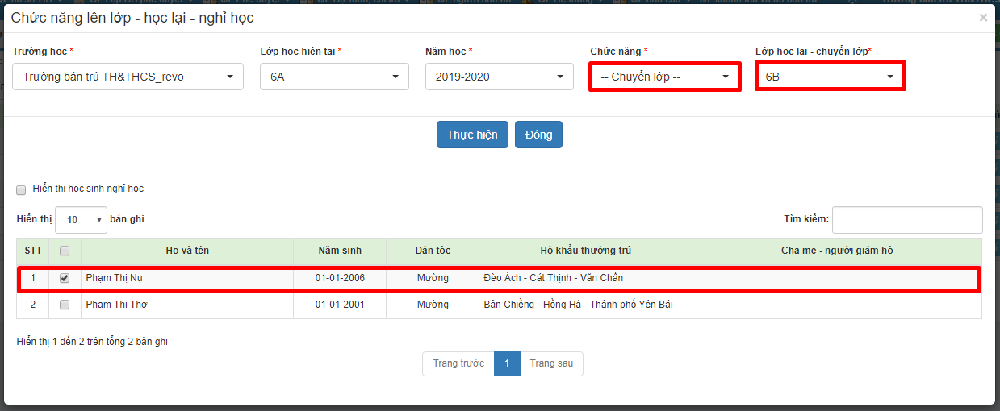 Chức năng lên lớp - học lại - nghỉ học ×
Trường học * Lớp học hiện tại * Năm học * Chức năng * Lớp học lại - chuyển lớp*
Trường bán trú TH&THCS_revo 6A 2019-2020 -- Chuyển lớp -- 6B
Thực hiện Đóng
Hiển thị học sinh nghỉ học
Hiển thị 10 bản ghi Tìm kiếm:
STT Họ và tên Năm sinh Dân tộc Hộ khẩu thường trú Cha mẹ - người giám hộ
1 Phạm Thị Nụ 01-01-2006 Mường Đèo Ách - Cát Thịnh - Văn Chấn
2 Phạm Thị Thơ 01-01-2001 Mường Bản Chiềng - Hồng Hà - Thành phố Yên Bái
Hiển thị 1 đến 2 trên tổng 2 bản ghi
Trang trước 1 Trang sau